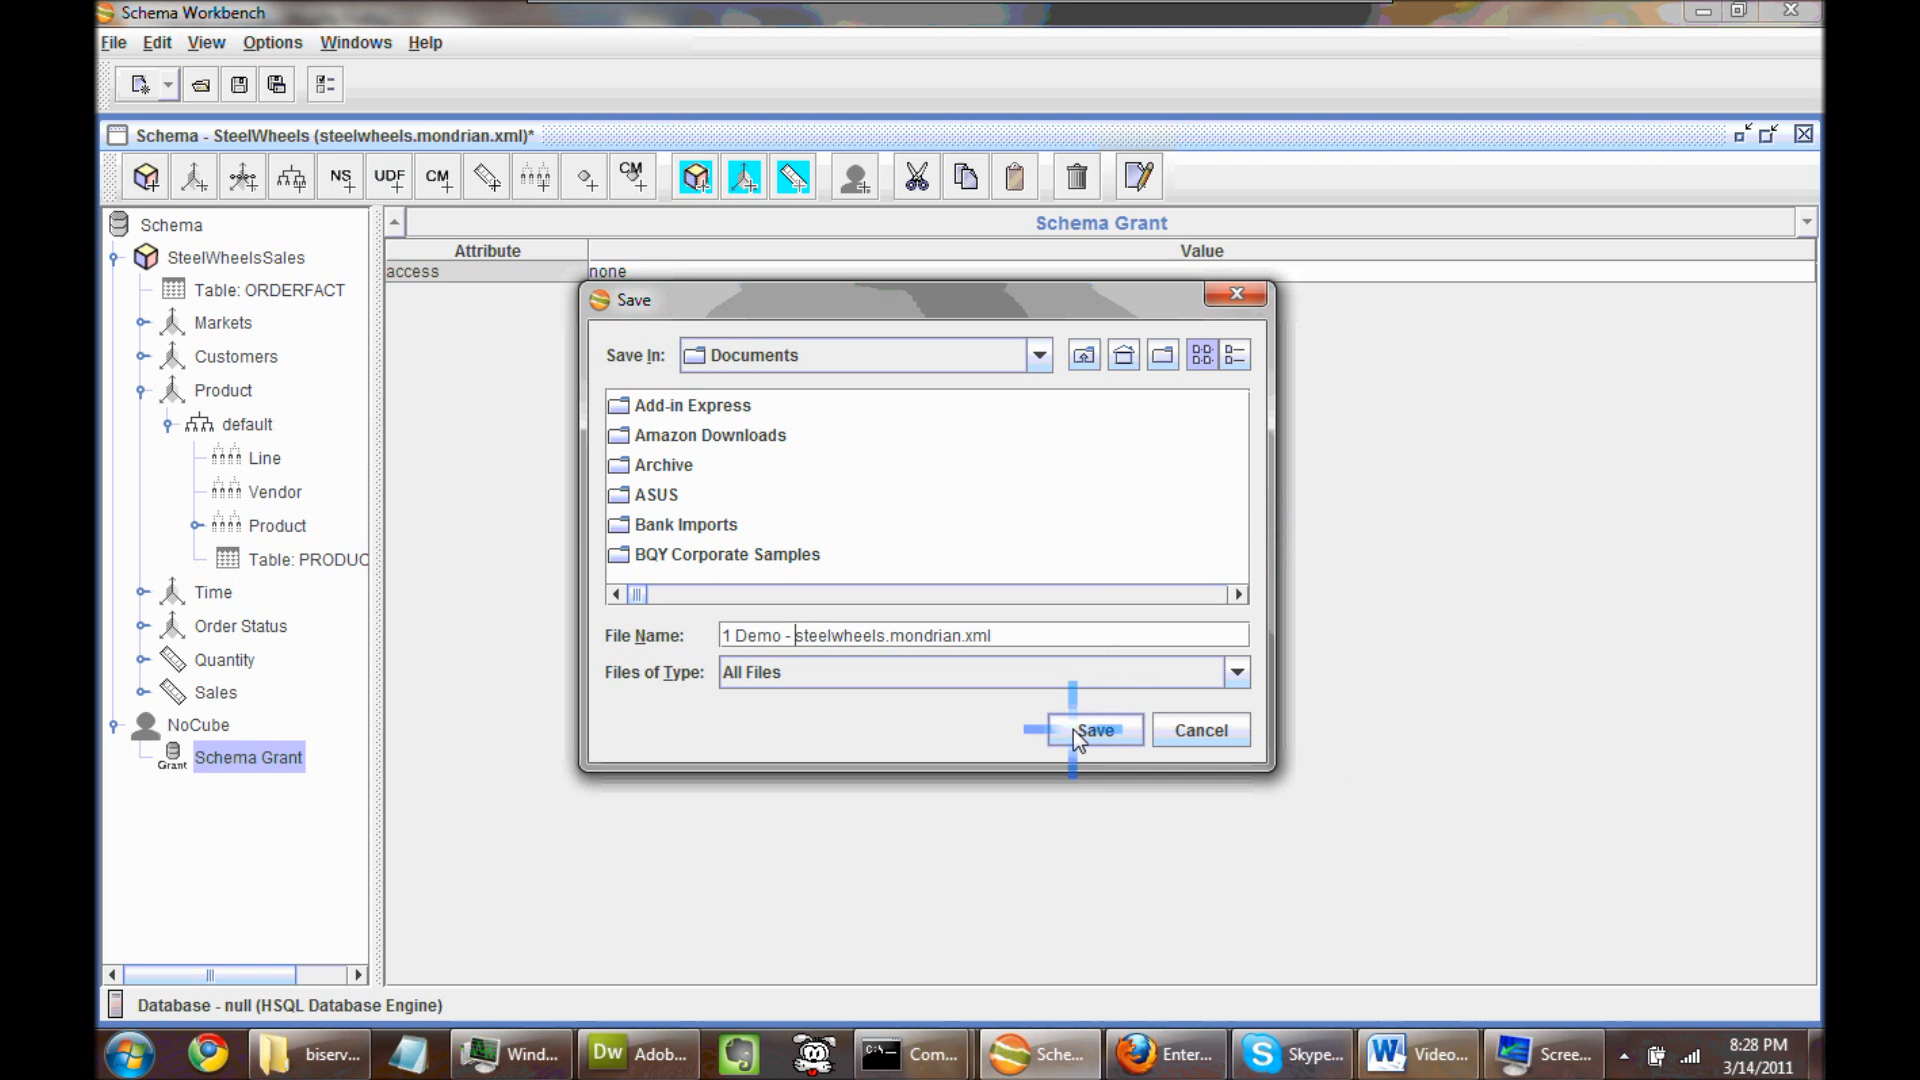 Schema Workbench
File Edit View Options Windows Help
Schema - SteelWheels (steelwheels.mondrian.xml)*
NS UDF CM CM
Schema
Schema Grant
SteelWheelsSales
Attribute Value
access none
Table: ORDERFACT
Markets
Customers
Product
default
Line
Vendor
Product
Table: PRODUC
Time
Order Status
Quantity
Sales
NoCube
Grant Schema Grant
Save
Save In: Documents
Add-in Express
Amazon Downloads
Archive
ASUS
Bank Imports
BQY Corporate Samples
File Name: 1 Demo - steelwheels.mondrian.xml
Files of Type: All Files
Save Cancel
Database - null (HSQL Database Engine)
biserv... Wind... Dw Adob... C:\. Com... Sche... Enter... S Skype... W Video... Scree...
8:28 PM
3/14/2011